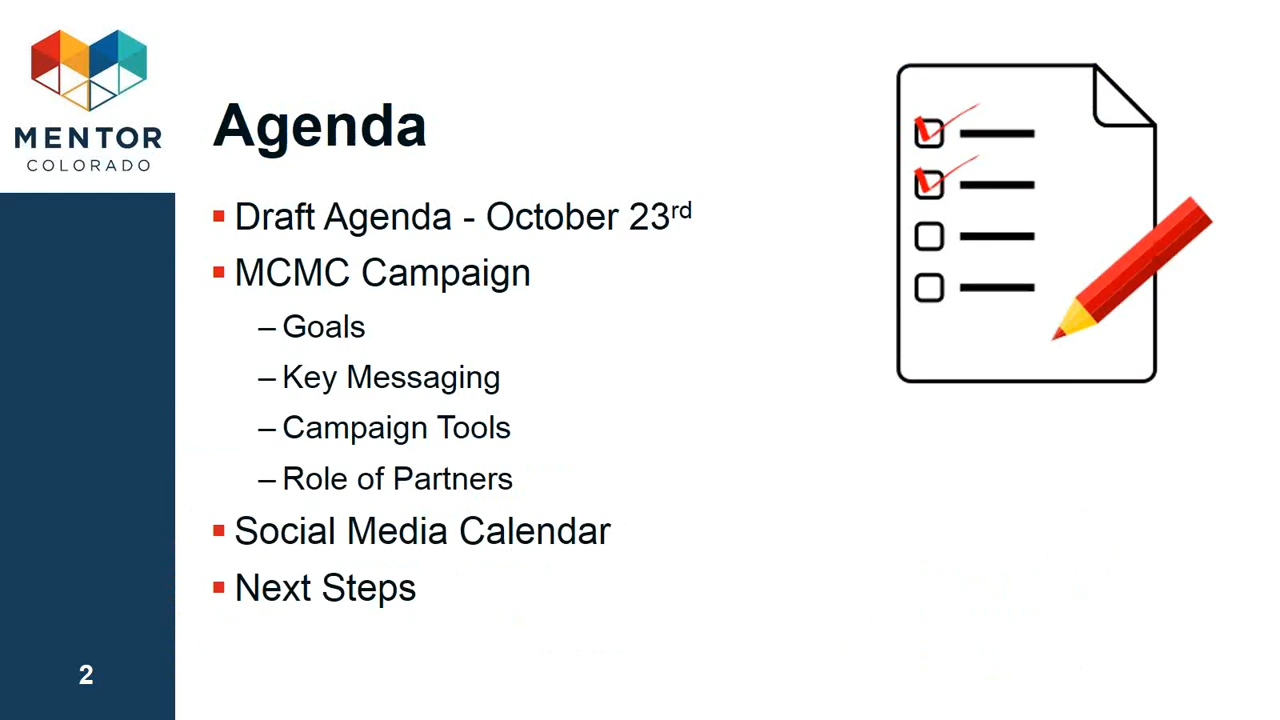 MENTOR
COLORADO
Agenda
▪ Draft Agenda - October 23rd
▪ MCMC Campaign
– Goals
– Key Messaging
– Campaign Tools
– Role of Partners
▪ Social Media Calendar
▪ Next Steps
2